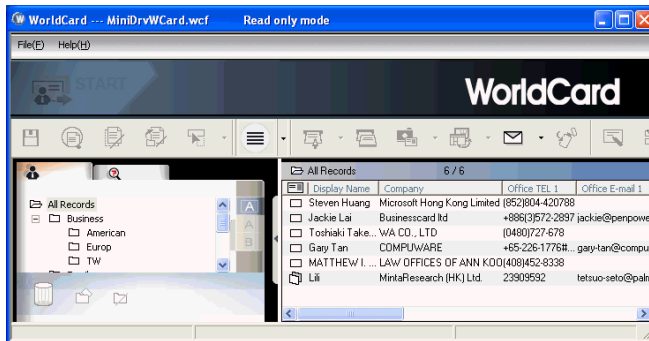 WorldCard --- MiniDrvWCard.wcf Read only mode
File(F) Help(H)
START
WorldCard
All Records 6 / 6
Display Name Company Office TEL 1 Office E-mail 1
All Records
Business
American
Europ
TW
A
A
B
Steven Huang Microsoft Hong Kong Limited (852)804-420788
Jackie Lai Businesscard ltd +886(3)572-2897 jackie@penpowe
Toshiaki Take... WA CO., LTD (0480)727-678
Gary Tan COMPUWARE +65-226-1776#... gary-tan@compu
MATTHEW I. ... LAW OFFICES OF ANN KOO (408)452-8338
Lili MintaResearch (HK) Ltd. 23909592 tetsuo-seto@palm